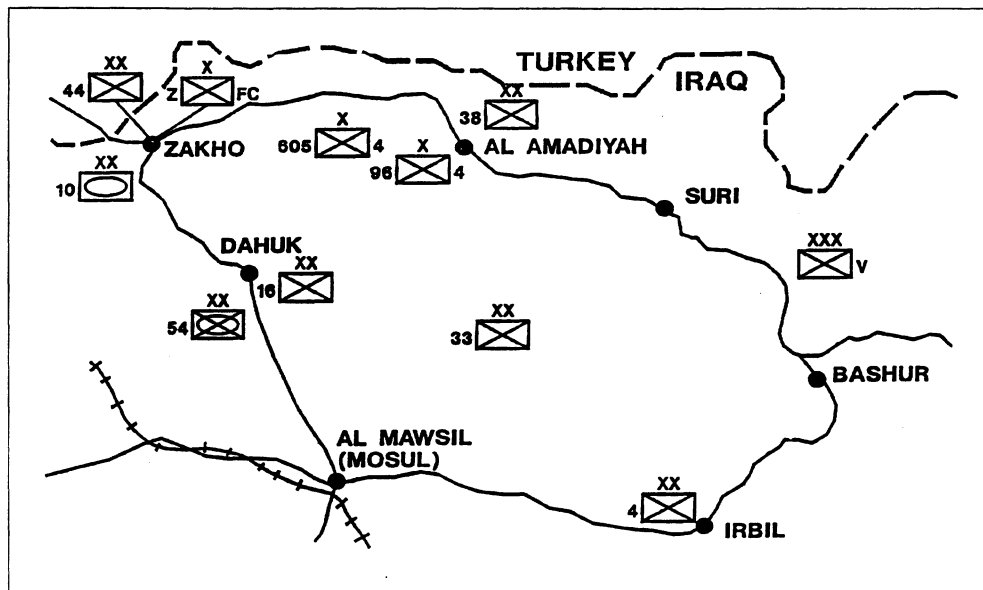 TURKEY
IRAQ
XX
44
X
Z FC
ZAKHO
XX
38
X
605 4
X
96 4
AL AMADIYAH
XX
10
SURI
DAHUK
XX
16
XXX
V
XX
54
XX
33
BASHUR
AL MAWSIL
(MOSUL)
XX
4
IRBIL